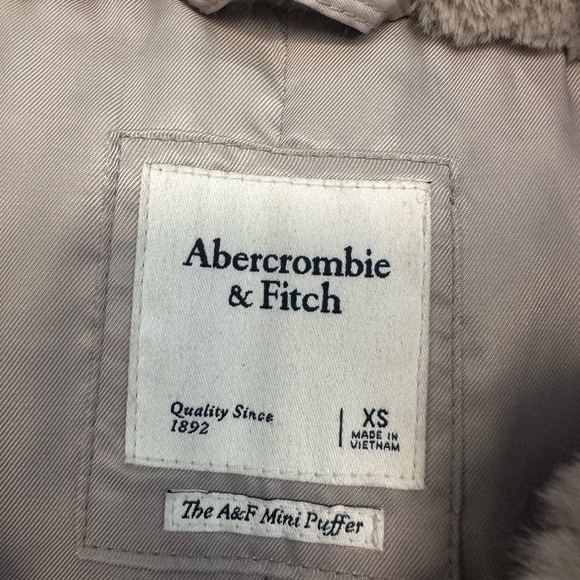 Abercrombie
& Fitch
Quality Since
1892
XS
MADE IN
VIETNAM
The A&F Mini Puffer